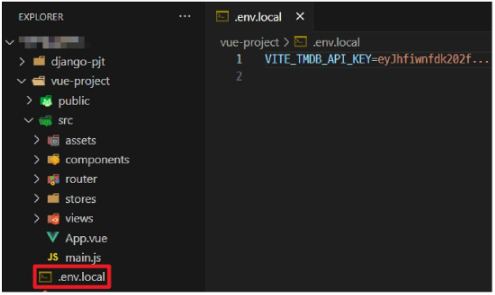 EXPLORER ...
django-pjt
vue-project
public
src
assets
components
router
stores
views
App.vue
JS main.js
.env.local
.env.local
vue-project > .env.local
1 VITE_TMDB_API_KEY=eyJhfiwnfdk202f...
2